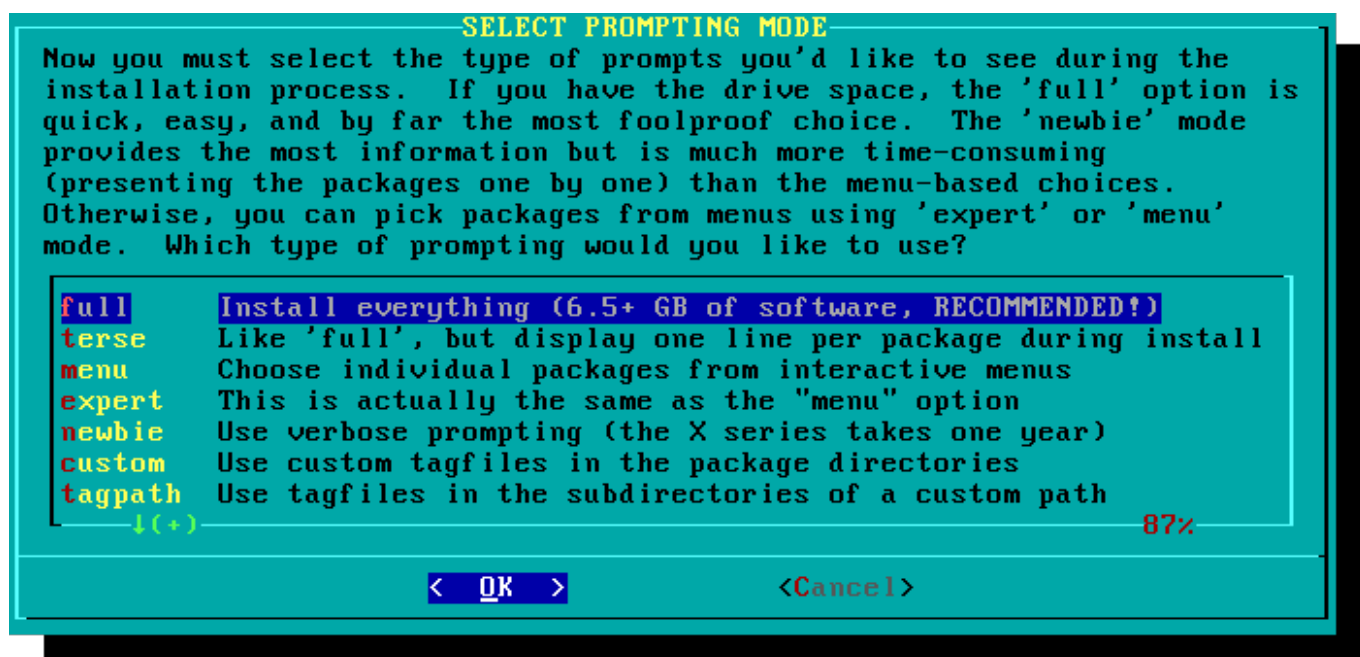 SELECT PROMPTING MODE
Now you must select the type of prompts you'd like to see during the
installation process.  If you have the drive space, the 'full' option is
quick, easy, and by far the most foolproof choice.  The 'newbie' mode
provides the most information but is much more time-consuming
(presenting the packages one by one) than the menu-based choices.
Otherwise, you can pick packages from menus using 'expert' or 'menu'
mode.  Which type of prompting would you like to use?
full     Install everything (6.5+ GB of software, RECOMMENDED!)
terse    Like 'full', but display one line per package during install
menu     Choose individual packages from interactive menus
expert   This is actually the same as the "menu" option
newbie   Use verbose prompting (the X series takes one year)
custom   Use custom tagfiles in the package directories
tagpath  Use tagfiles in the subdirectories of a custom path
↓(+) 87%
< OK > <Cancel>